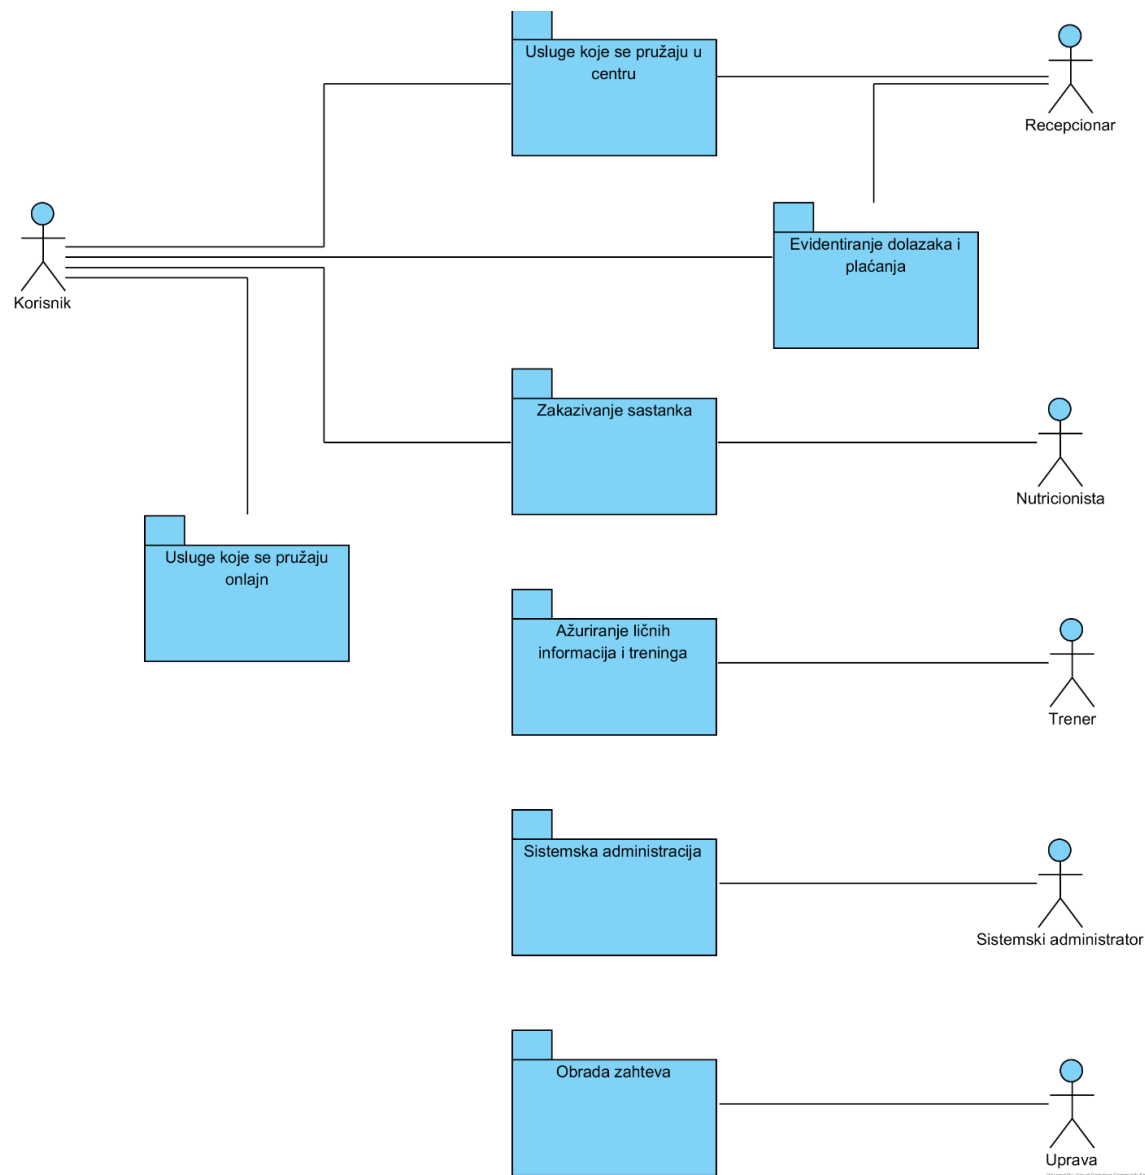 Usluge koje se pružaju u
centru
Recepcionar
Evidentiranje dolazaka i
plaćanja
Korisnik
Zakazivanje sastanka
Nutricionista
Usluge koje se pružaju
onlajn
Ažuriranje ličnih
informacija i treninga
Trener
Sistemska administracija
Sistemski administrator
Obrada zahteva
Uprava